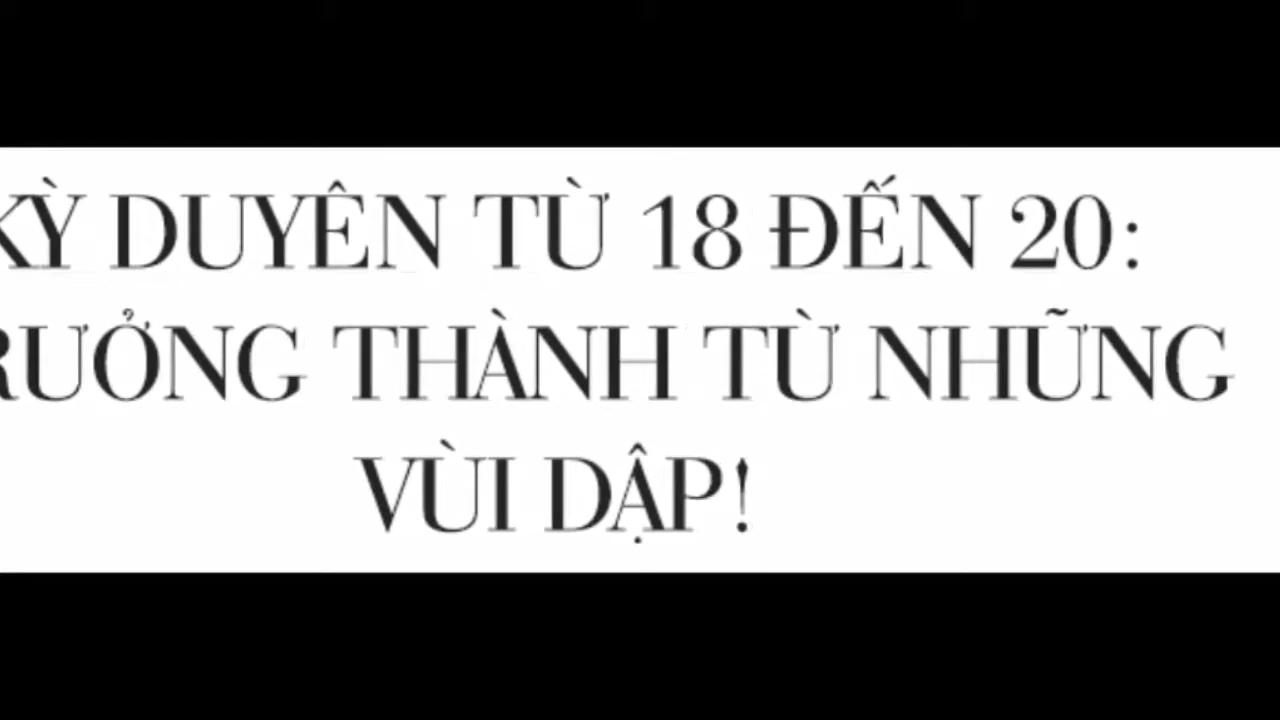 KỲ DUYÊN TỪ 18 ĐẾN 20:
RƯỞNG THÀNH TỪ NHỮNG
VÙI DẬP!